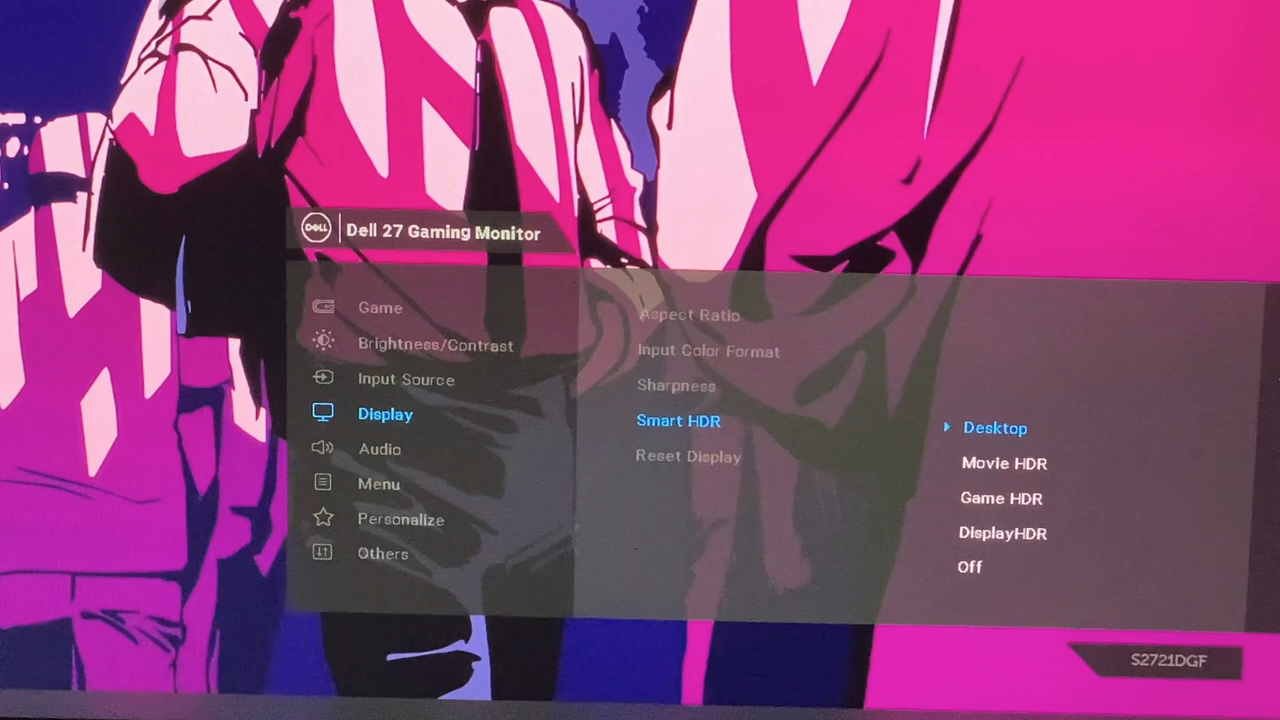 DELL
Dell 27 Gaming Monitor
Game
Brightness/Contrast
Input Source
Display
Audio
Menu
Personalize
Others
Aspect Ratio
Input Color Format
Sharpness
Smart HDR
Reset Display
Desktop
Movie HDR
Game HDR
DisplayHDR
Off
S2721DGF